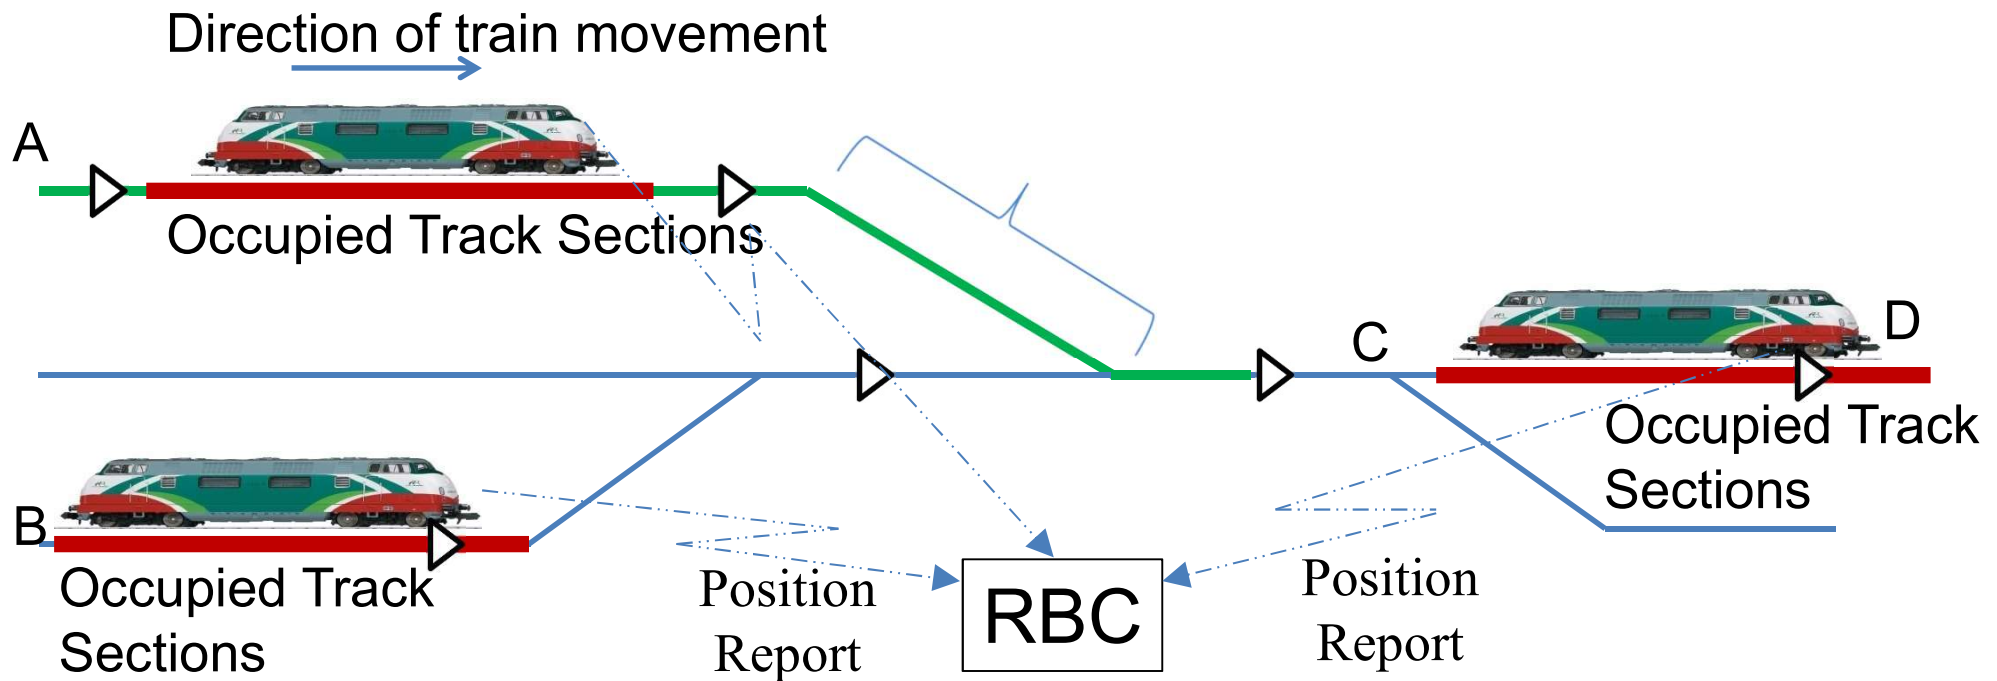 Direction of train movement
A
Occupied Track Sections
C
D
Occupied Track
Sections
B
Occupied Track
Sections
Position
Report
RBC
Position
Report